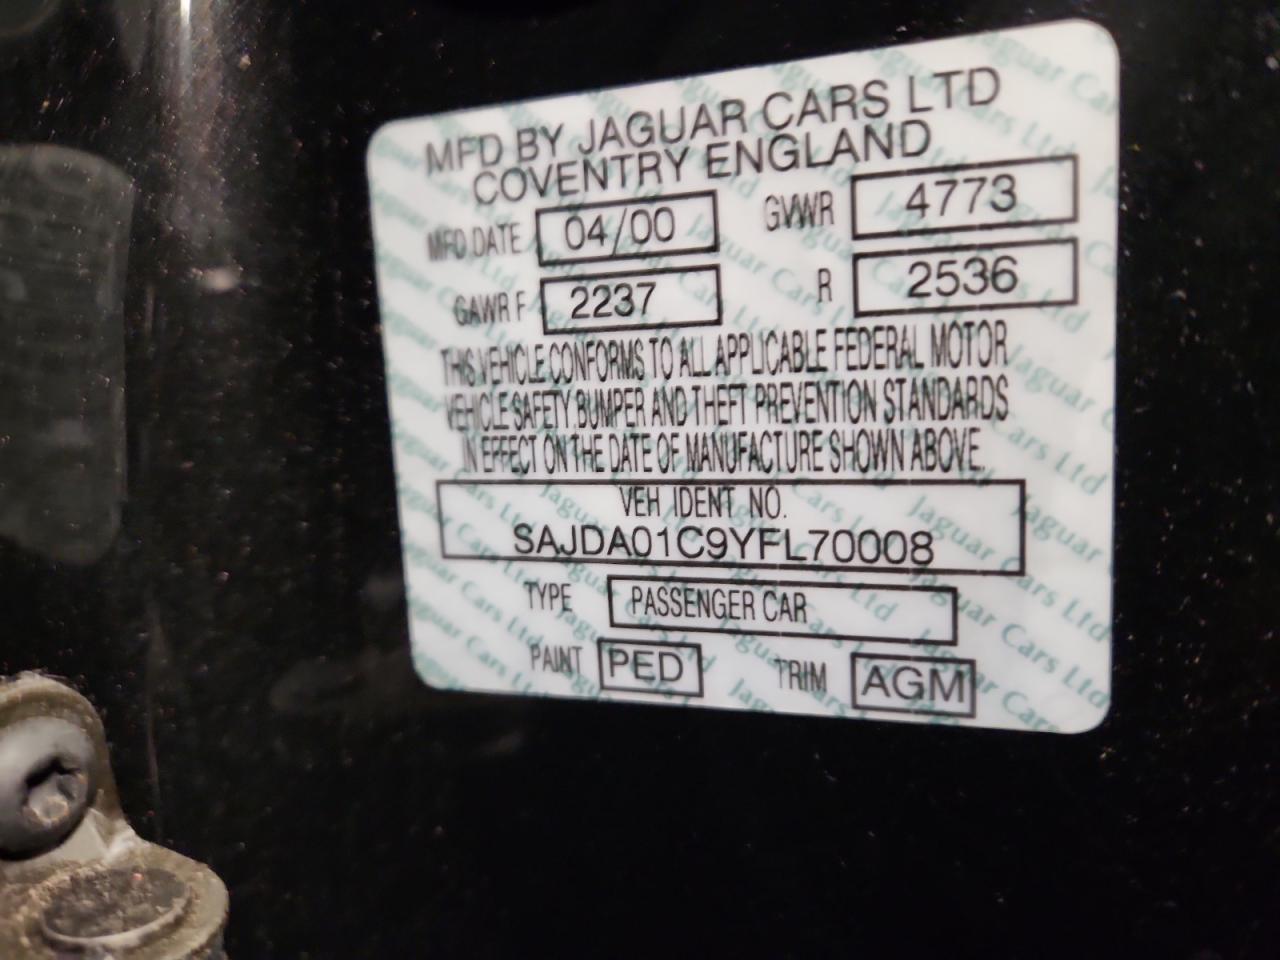 MFD BY JAGUAR CARS LTD
COVENTRY ENGLAND
MFD DATE 04/00 GVWR 4773
GAWR F 2237 R 2536
THIS VEHICLE CONFORMS TO ALL APPLICABLE FEDERAL MOTOR
VEHICLE SAFETY BUMPER AND THEFT PREVENTION STANDARDS
IN EFFECT ON THE DATE OF MANUFACTURE SHOWN ABOVE.
VEH IDENT NO.
SAJDA01C9YFL70008
TYPE PASSENGER CAR
PAINT PED TRIM AGM